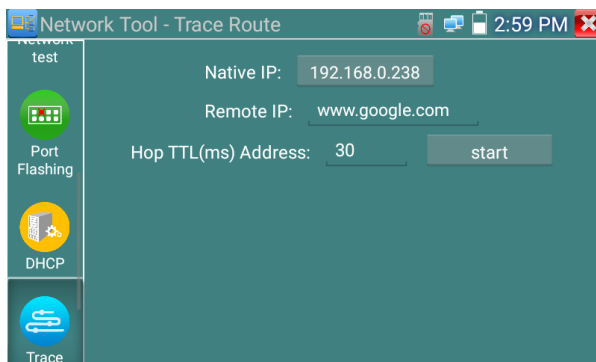 Network Tool - Trace Route
2:59 PM
Network
test
Native IP: 192.168.0.238
Remote IP: www.google.com
Hop TTL(ms) Address: 30 start
Port
Flashing
DHCP
Trace